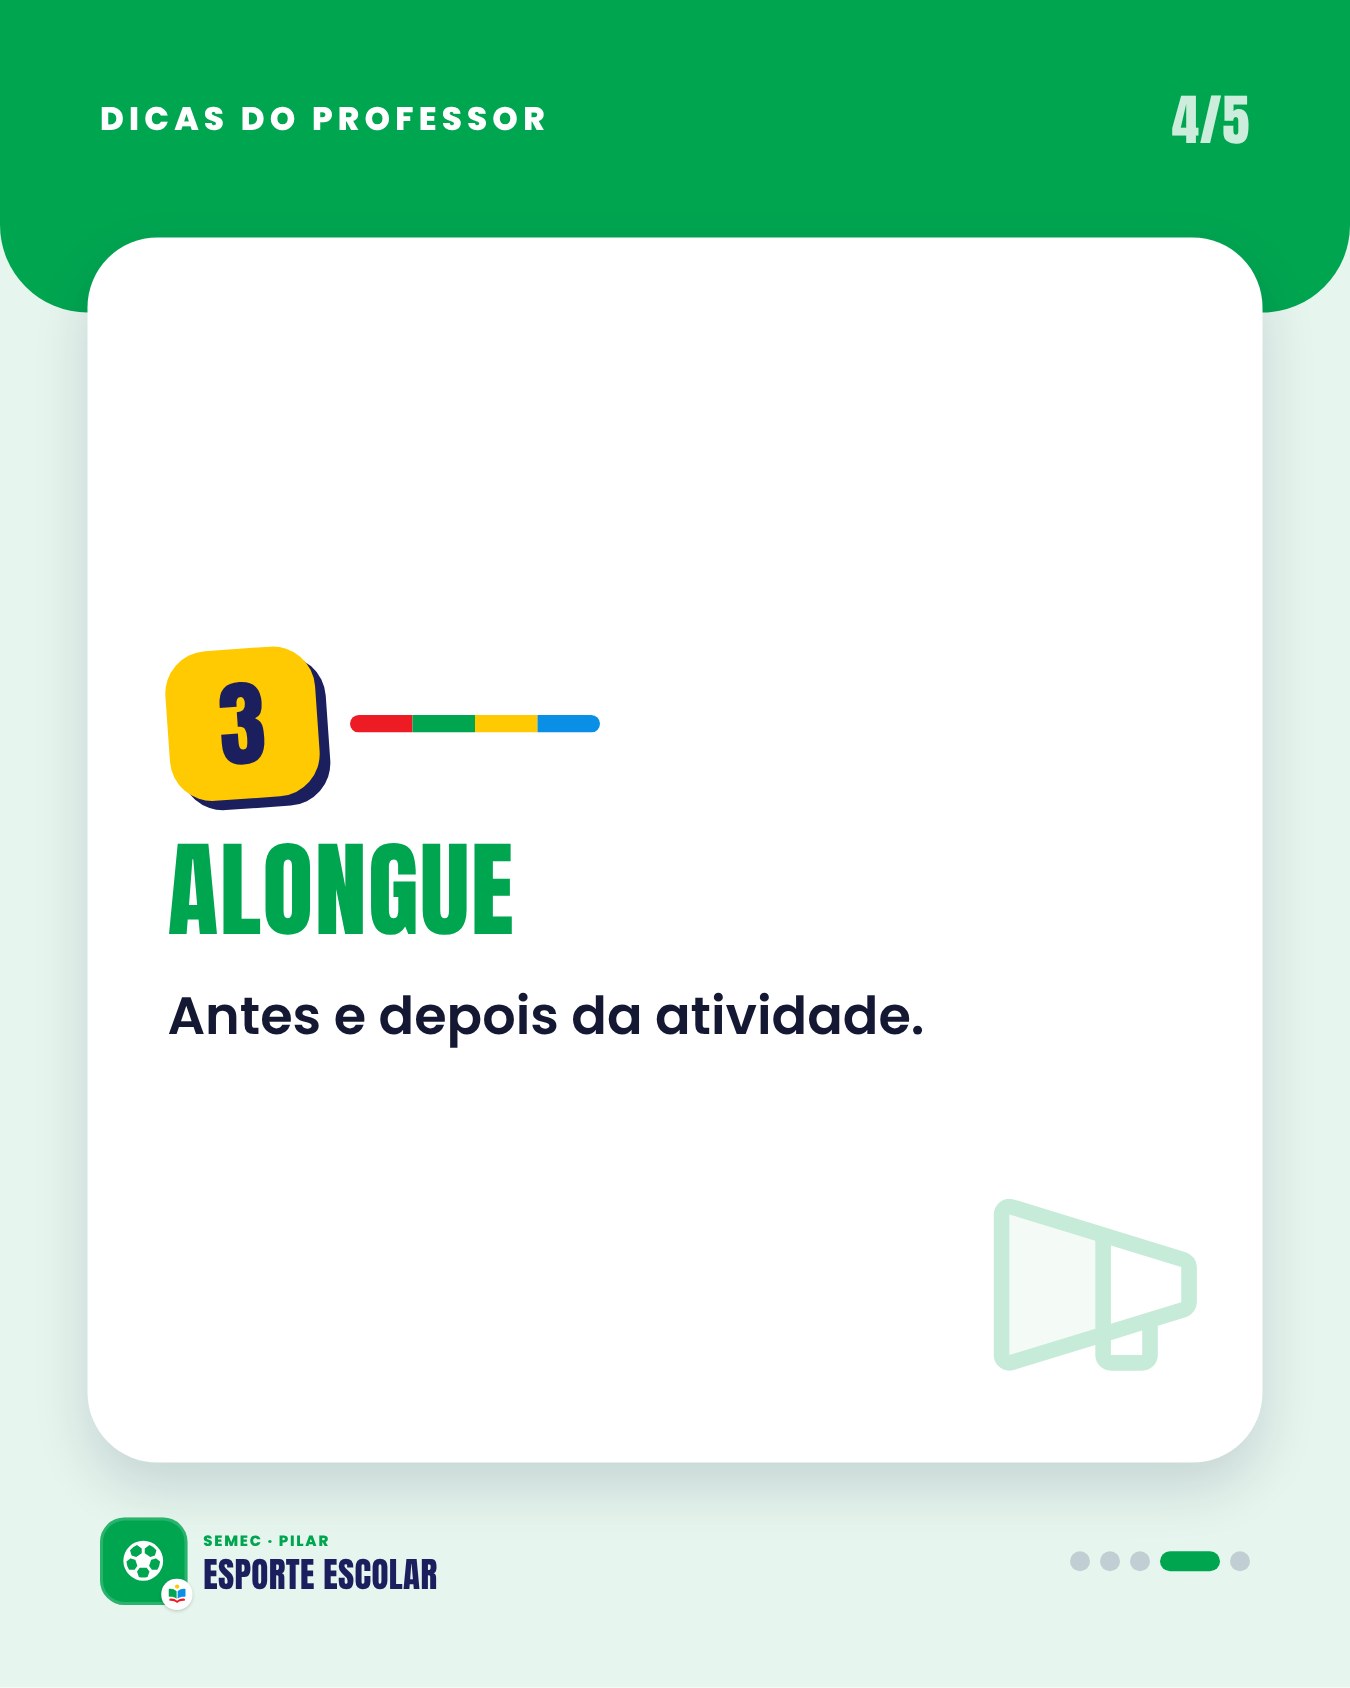 DICAS DO PROFESSOR
4/5
3
ALONGUE
Antes e depois da atividade.
SEMEC · PILAR
ESPORTE ESCOLAR